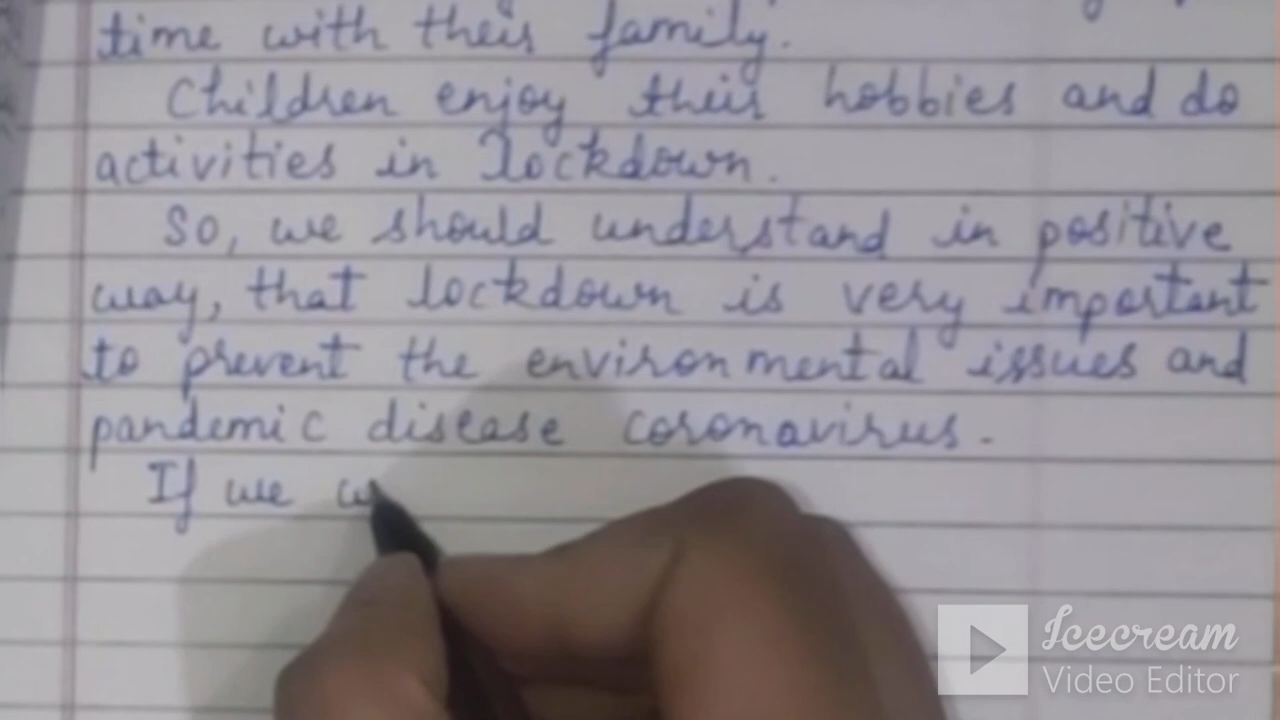 time with their family.
Children enjoy their hobbies and do
activities in lockdown.
So, we should understand in positive
way, that lockdown is very important
to prevent the environmental issues and
pandemic disease coronavirus.
If we w
Icecream
Video Editor